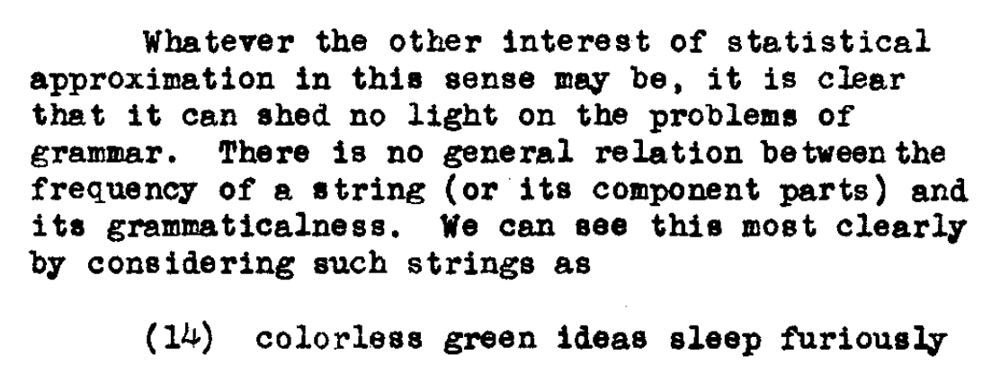 Whatever the other interest of statistical
approximation in this sense may be, it is clear
that it can shed no light on the problems of
grammar. There is no general relation between the
frequency of a string (or its component parts) and
its grammaticalness. We can see this most clearly
by considering such strings as
(14) colorless green ideas sleep furiously